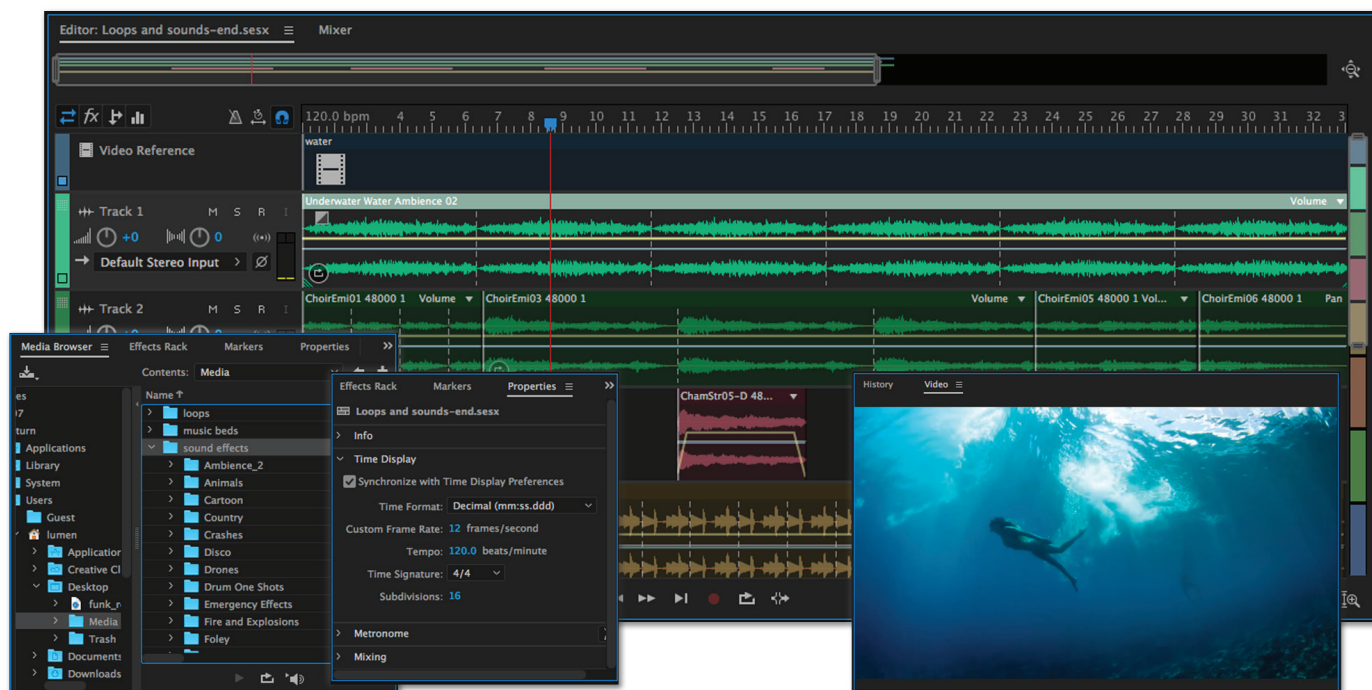 Editor: Loops and sounds-end.sesx Mixer
120.0 bpm 4 5 6 7 8 9 10 11 12 13 14 15 16 17 18 19 20 21 22 23 24 25 26 27 28 29 30 31 32 3
Video Reference
water
Underwater Water Ambience 02 Volume
Track 1 M S R I
+0 0
Default Stereo Input
Track 2 M S R I
ChoirEmi01 48000 1 Volume
ChoirEmi03 48000 1 Volume
ChoirEmi05 48000 1 Vol...
ChoirEmi06 48000 1 Pan
ChamStr05-D 48...
Media Browser Effects Rack Markers Properties
Contents: Media
es
turn
Applications
Library
System
Users
Guest
lumen
Application
Creative Cl
Desktop
funk_r
Media
Trash
Documents
Downloads
Name
loops
music beds
sound effects
Ambience_2
Animals
Cartoon
Country
Crashes
Disco
Drones
Drum One Shots
Emergency Effects
Fire and Explosions
Foley
Effects Rack Markers Properties
Loops and sounds-end.sesx
Info
Time Display
Synchronize with Time Display Preferences
Time Format: Decimal (mm:ss.ddd)
Custom Frame Rate: 12 frames/second
Tempo: 120.0 beats/minute
Time Signature: 4/4
Subdivisions: 16
Metronome
Mixing
History Video